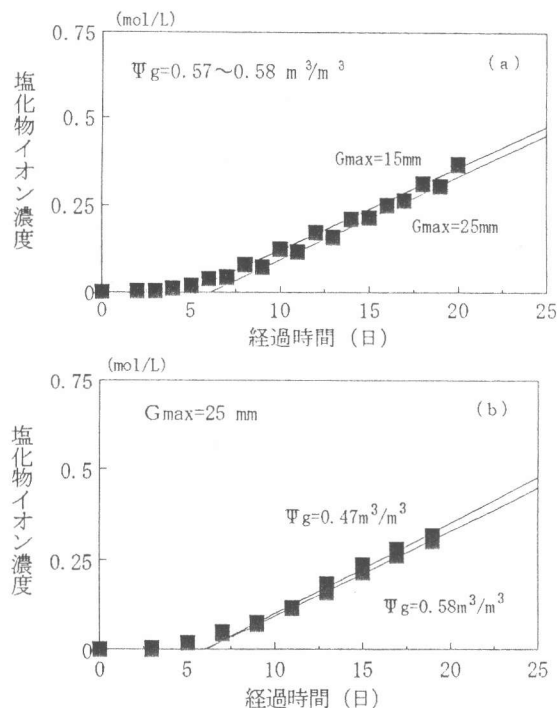 (mol/L)
0.75
Ψg=0.57～0.58 m³/m³
(a)
塩化物イオン濃度
0.5
Gmax=15mm
0.25
Gmax=25mm
0
0 5 10 15 20 25
経過時間 (日)
(mol/L)
0.75
Gmax=25 mm
(b)
塩化物イオン濃度
0.5
Ψg=0.47m³/m³
0.25
Ψg=0.58m³/m³
0
0 5 10 15 20 25
経過時間 (日)